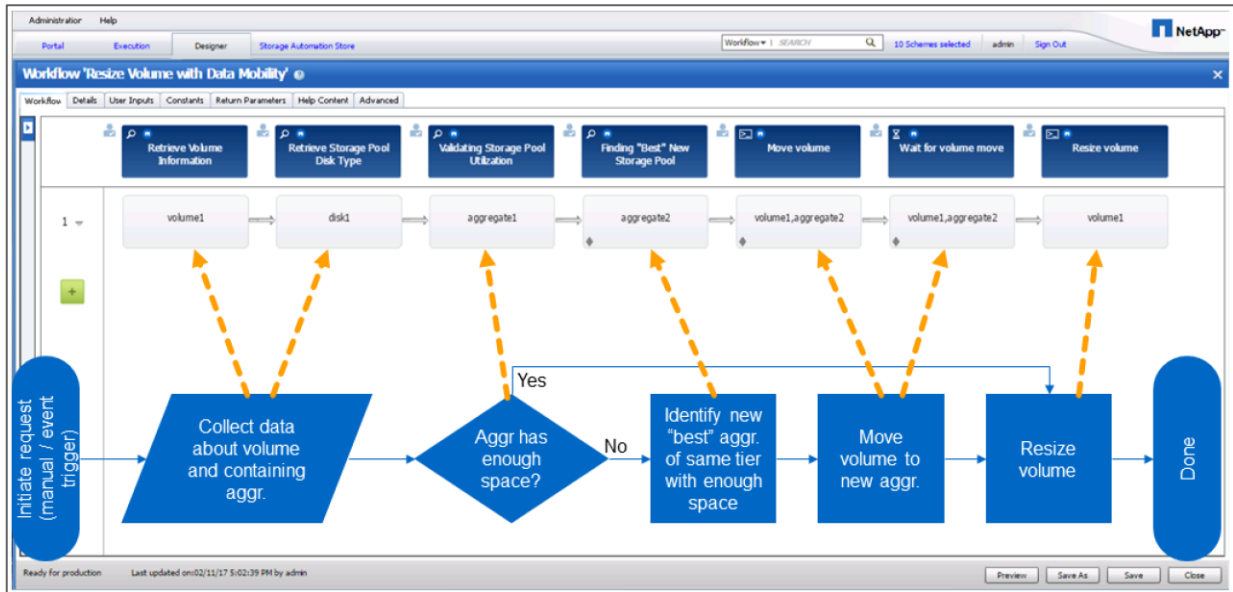 Administration Help
NetApp
Portal Execution Designer Storage Automation Store Workflow | SEARCH 10 Schemes selected admin Sign Out
Workflow 'Resize Volume with Data Mobility'
Workflow Details User Inputs Constants Return Parameters Help Content Advanced
Retrieve Volume
Information
Retrieve Storage Pool
Disk Type
Validating Storage Pool
Utilization
Finding "Best" New
Storage Pool
Move volume
Wait for volume move
Resize volume
1
volume1
disk1
aggregate1
aggregate2
volume1,aggregate2
volume1,aggregate2
volume1
Initiate request
(manual / event
trigger)
Collect data
about volume
and containing
aggr.
Aggr has
enough
space?
Yes
No
Identify new
“best” aggr.
of same tier
with enough
space
Move
volume to
new aggr.
Resize
volume
Done
Ready for production Last updated on:02/11/17 5:02:39 PM by admin
Preview Save As Save Close